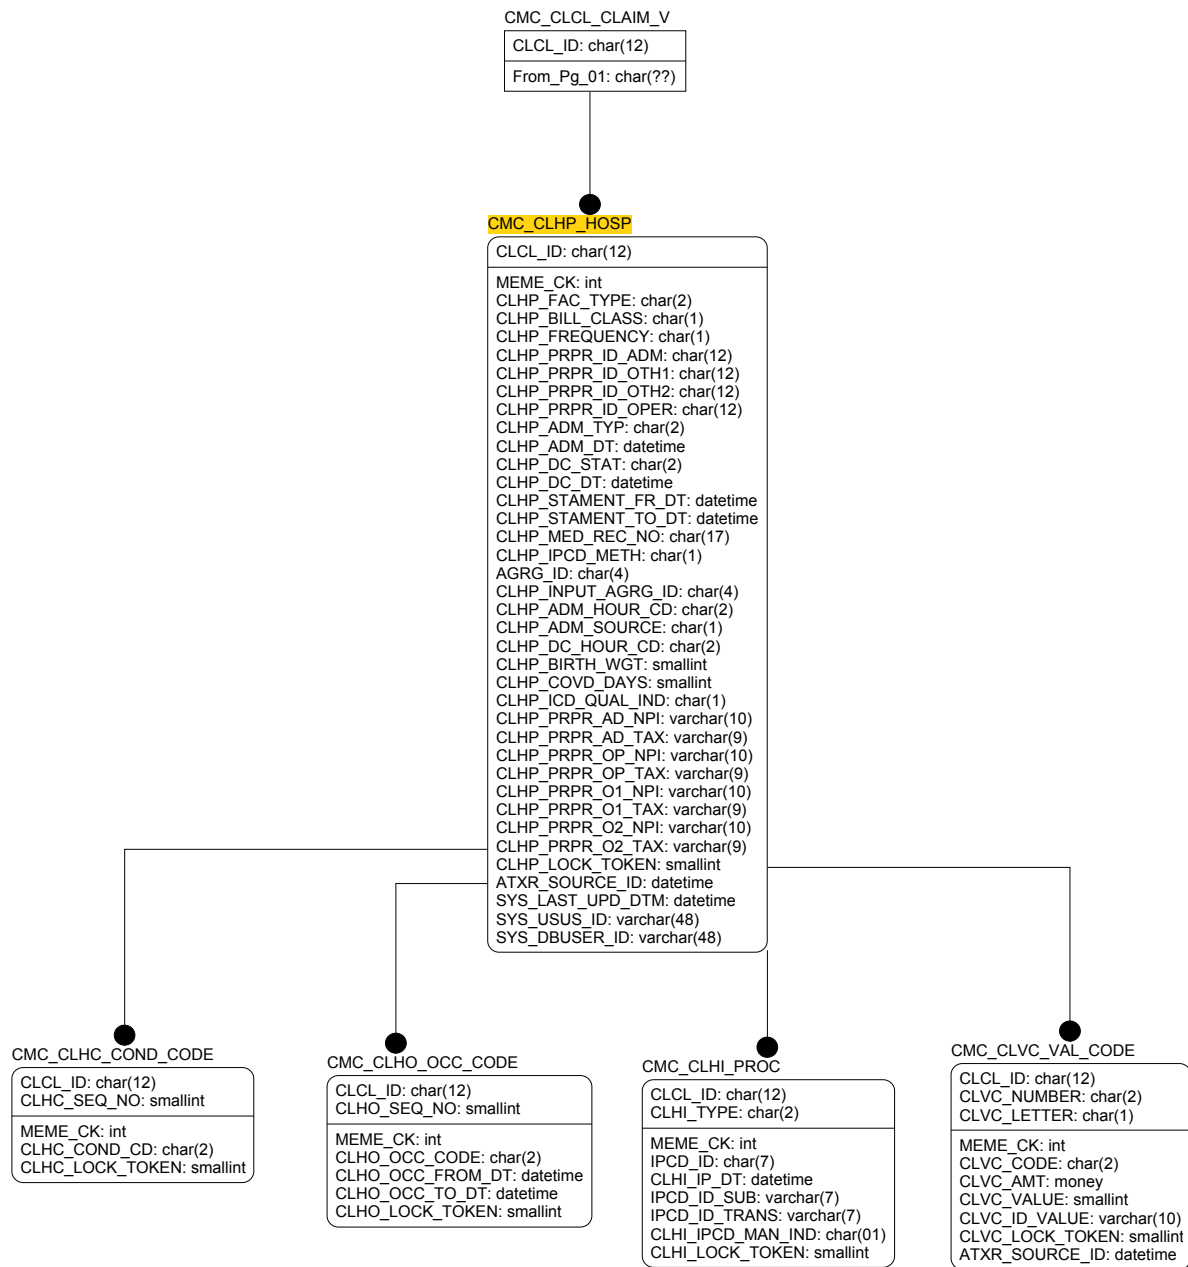 CMC_CLCL_CLAIM_V
CLCL_ID: char(12)
From_Pg_01: char(??)
CMC_CLHP_HOSP
CLCL_ID: char(12)
MEME_CK: int
CLHP_FAC_TYPE: char(2)
CLHP_BILL_CLASS: char(1)
CLHP_FREQUENCY: char(1)
CLHP_PRPR_ID_ADM: char(12)
CLHP_PRPR_ID_OTH1: char(12)
CLHP_PRPR_ID_OTH2: char(12)
CLHP_PRPR_ID_OPER: char(12)
CLHP_ADM_TYP: char(2)
CLHP_ADM_DT: datetime
CLHP_DC_STAT: char(2)
CLHP_DC_DT: datetime
CLHP_STAMENT_FR_DT: datetime
CLHP_STAMENT_TO_DT: datetime
CLHP_MED_REC_NO: char(17)
CLHP_IPCD_METH: char(1)
AGRG_ID: char(4)
CLHP_INPUT_AGRG_ID: char(4)
CLHP_ADM_HOUR_CD: char(2)
CLHP_ADM_SOURCE: char(1)
CLHP_DC_HOUR_CD: char(2)
CLHP_BIRTH_WGT: smallint
CLHP_COVD_DAYS: smallint
CLHP_ICD_QUAL_IND: char(1)
CLHP_PRPR_AD_NPI: varchar(10)
CLHP_PRPR_AD_TAX: varchar(9)
CLHP_PRPR_OP_NPI: varchar(10)
CLHP_PRPR_OP_TAX: varchar(9)
CLHP_PRPR_O1_NPI: varchar(10)
CLHP_PRPR_O1_TAX: varchar(9)
CLHP_PRPR_O2_NPI: varchar(10)
CLHP_PRPR_O2_TAX: varchar(9)
CLHP_LOCK_TOKEN: smallint
ATXR_SOURCE_ID: datetime
SYS_LAST_UPD_DTM: datetime
SYS_USUS_ID: varchar(48)
SYS_DBUSER_ID: varchar(48)
CMC_CLHC_COND_CODE
CLCL_ID: char(12)
CLHC_SEQ_NO: smallint
MEME_CK: int
CLHC_COND_CD: char(2)
CLHC_LOCK_TOKEN: smallint
CMC_CLHO_OCC_CODE
CLCL_ID: char(12)
CLHO_SEQ_NO: smallint
MEME_CK: int
CLHO_OCC_CODE: char(2)
CLHO_OCC_FROM_DT: datetime
CLHO_OCC_TO_DT: datetime
CLHO_LOCK_TOKEN: smallint
CMC_CLHI_PROC
CLCL_ID: char(12)
CLHI_TYPE: char(2)
MEME_CK: int
IPCD_ID: char(7)
CLHI_IP_DT: datetime
IPCD_ID_SUB: varchar(7)
IPCD_ID_TRANS: varchar(7)
CLHI_IPCD_MAN_IND: char(01)
CLHI_LOCK_TOKEN: smallint
CMC_CLVC_VAL_CODE
CLCL_ID: char(12)
CLVC_NUMBER: char(2)
CLVC_LETTER: char(1)
MEME_CK: int
CLVC_CODE: char(2)
CLVC_AMT: money
CLVC_VALUE: smallint
CLVC_ID_VALUE: varchar(10)
CLVC_LOCK_TOKEN: smallint
ATXR_SOURCE_ID: datetime